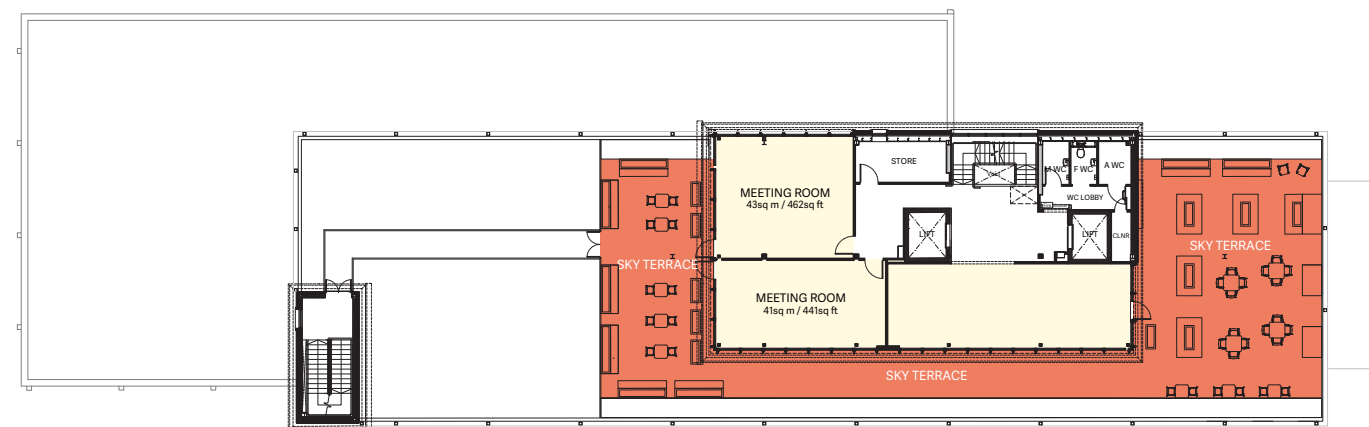 STORE
M WC
F WC
A WC
MEETING ROOM
43sq m / 462sq ft
WC LOBBY
LIFT
LIFT
CLNR
SKY TERRACE
SKY TERRACE
MEETING ROOM
41sq m / 441sq ft
SKY TERRACE